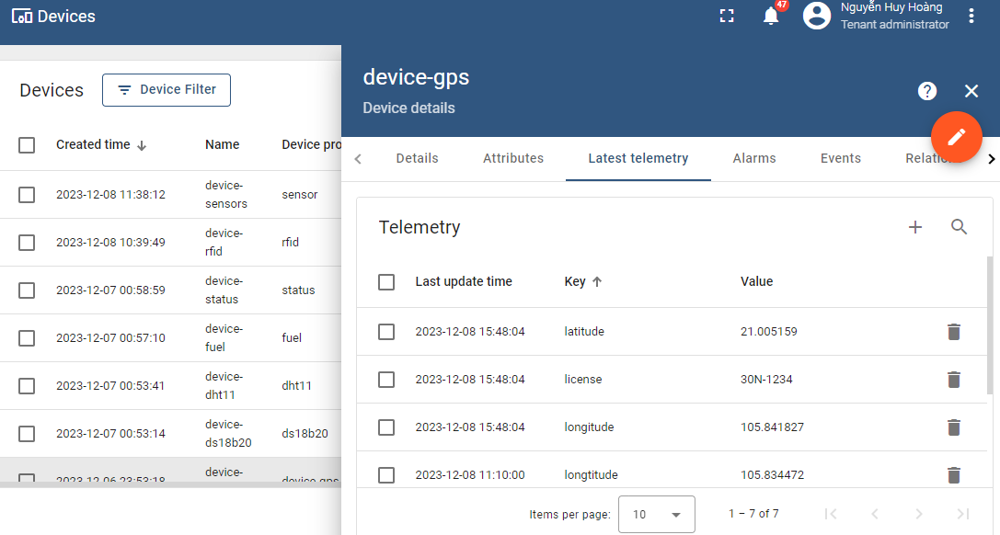 Devices
47
Nguyễn Huy Hoàng
Tenant administrator
Devices
Device Filter
Created time
Name
Device pro
2023-12-08 11:38:12
device-
sensors
sensor
2023-12-08 10:39:49
device-
rfid
rfid
2023-12-07 00:58:59
device-
status
status
2023-12-07 00:57:10
device-
fuel
fuel
2023-12-07 00:53:41
device-
dht11
dht11
2023-12-07 00:53:14
device-
ds18b20
ds18b20
2023-12-06 23:53:18
device-
device-gps
device-gps
Device details
?
Details
Attributes
Latest telemetry
Alarms
Events
Relatio
Telemetry
Last update time
Key
Value
2023-12-08 15:48:04
latitude
21.005159
2023-12-08 15:48:04
license
30N-1234
2023-12-08 15:48:04
longitude
105.841827
2023-12-08 11:10:00
longtitude
105.834472
Items per page:
10
1 – 7 of 7